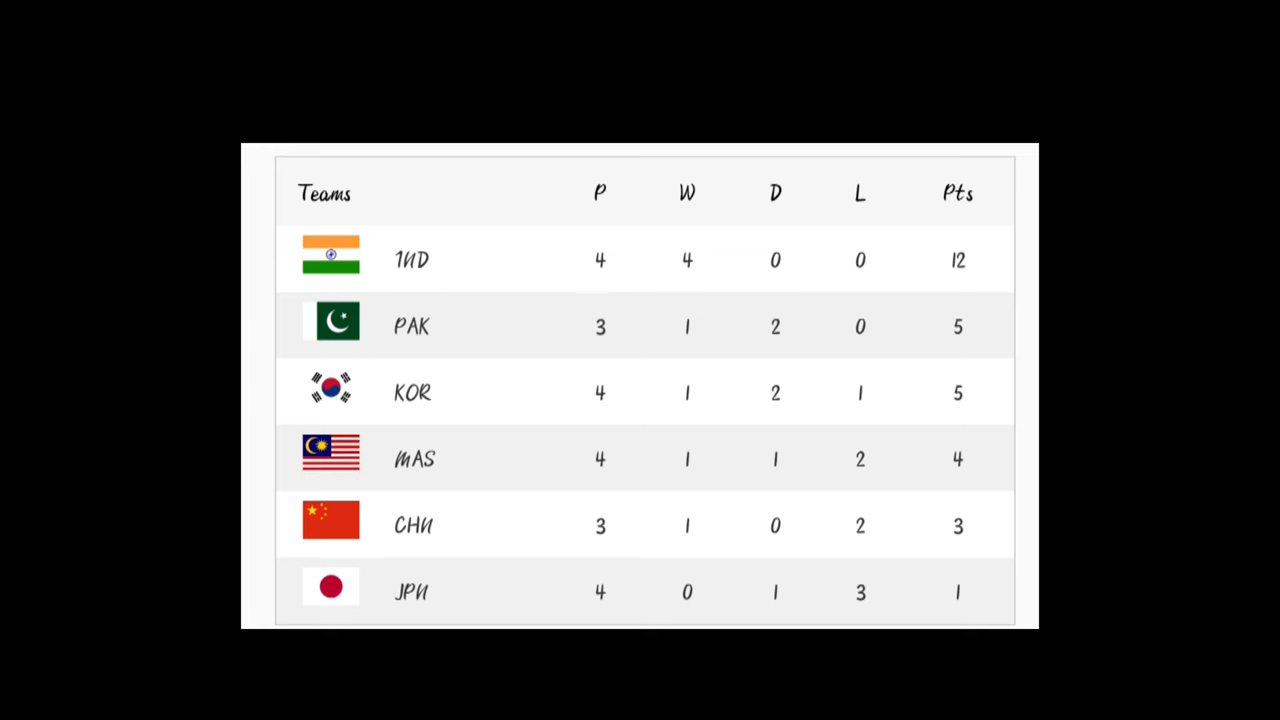 Teams P W D L Pts
IND 4 4 0 0 12
PAK 3 1 2 0 5
KOR 4 1 2 1 5
MAS 4 1 1 2 4
CHN 3 1 0 2 3
JPN 4 0 1 3 1